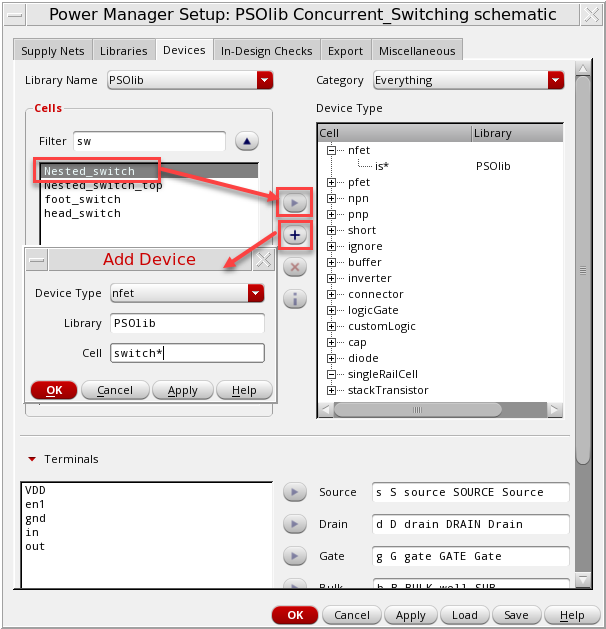 Power Manager Setup: PSOlib Concurrent_Switching schematic
Supply Nets Libraries Devices In-Design Checks Export Miscellaneous
Library Name PSOlib Category Everything
Cells
Filter sw
Nested_switch
Nested_switch_top
foot_switch
head_switch
Device Type
Cell Library
nfet
is* PSOlib
pfet
npn
pnp
short
ignore
buffer
inverter
connector
logicGate
customLogic
cap
diode
singleRailCell
stackTransistor
Add Device
Device Type nfet
Library PSOlib
Cell switch*
OK Cancel Apply Help
Terminals
VDD
en1
gnd
in
out
Source s S source SOURCE Source
Drain d D drain DRAIN Drain
Gate g G gate GATE Gate
Bulk b B BULK well SUB
OK Cancel Apply Load Save Help